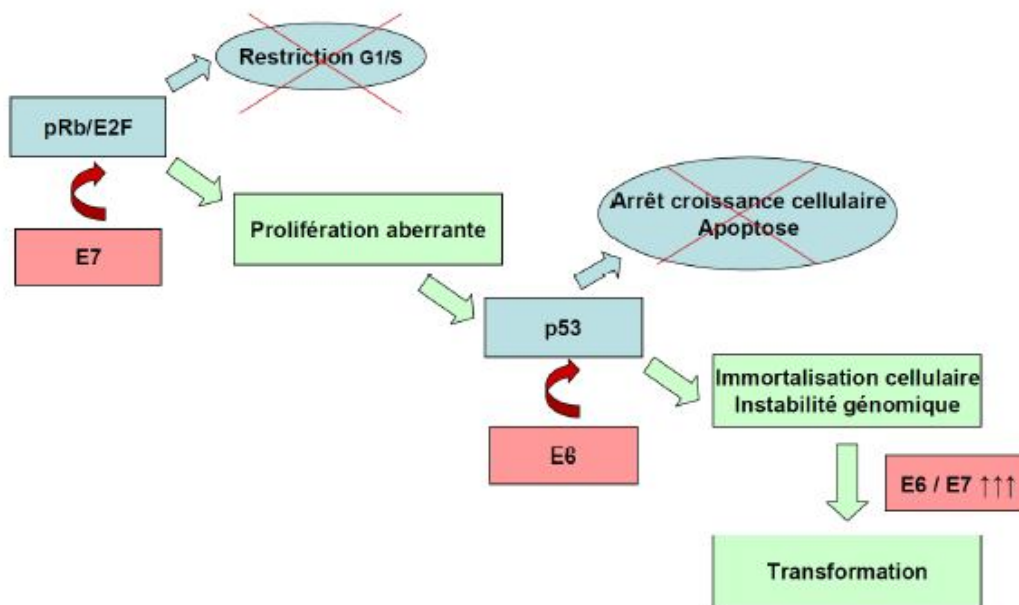 Restriction G1/S
pRb/E2F
Prolifération aberrante
E7
Arrêt croissance cellulaire
Apoptose
p53
E6
Immortalisation cellulaire
Instabilité génomique
E6 / E7 ↑↑↑
Transformation